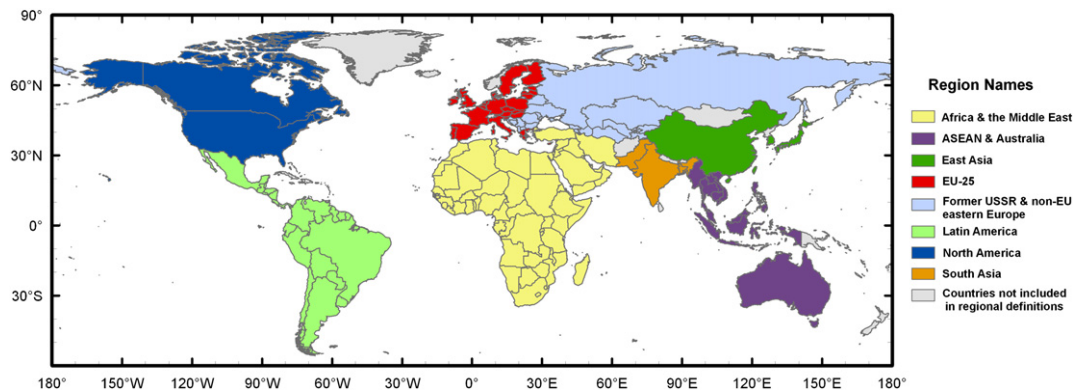 90°
60°N
30°N
0°
30°S
180°
150°W
120°W
90°W
60°W
30°W
0°
30°E
60°E
90°E
120°E
150°E
180°
Region Names
Africa & the Middle East
ASEAN & Australia
East Asia
EU-25
Former USSR & non-EU
eastern Europe
Latin America
North America
South Asia
Countries not included
in regional definitions